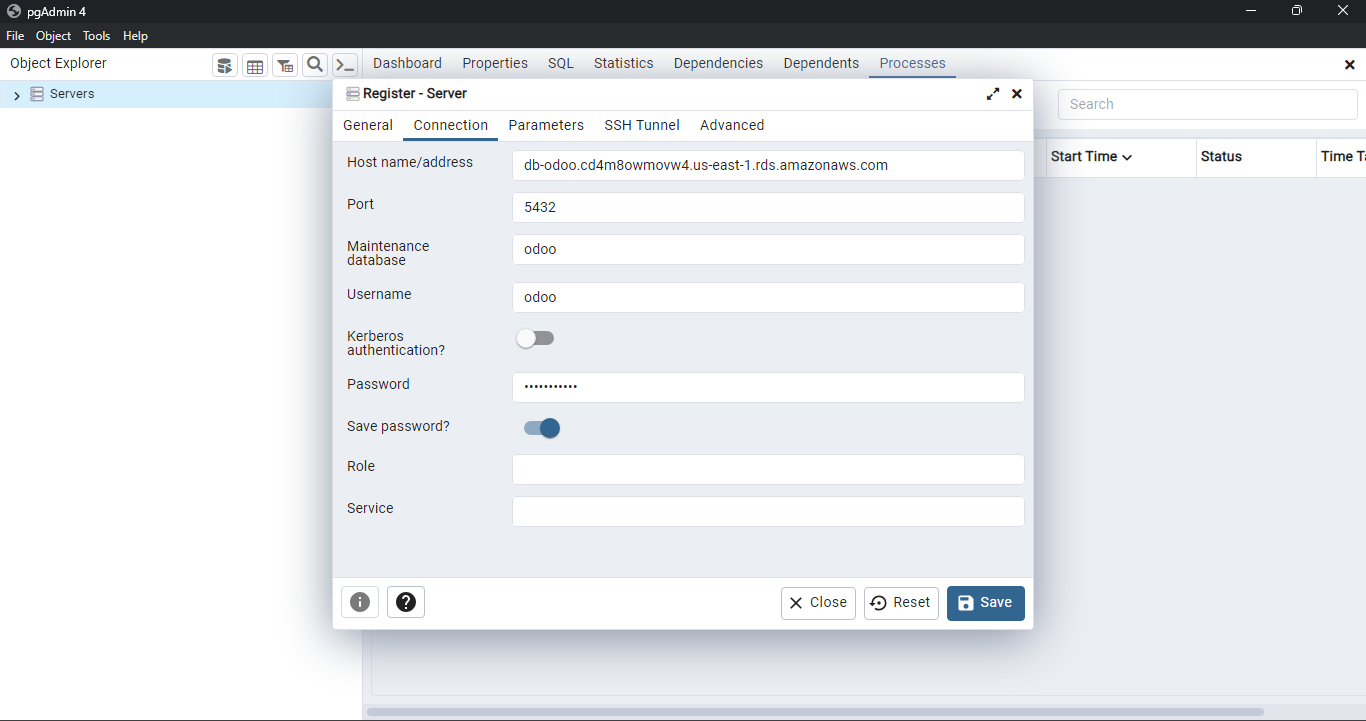 pgAdmin 4
File Object Tools Help
Object Explorer
Dashboard Properties SQL Statistics Dependencies Dependents Processes
Servers
Register - Server
Search
General Connection Parameters SSH Tunnel Advanced
Host name/address db-odoo.cd4m8owmovw4.us-east-1.rds.amazonaws.com
Start Time Status Time Ta
Port 5432
Maintenance
database
odoo
Username odoo
Kerberos
authentication?
Password •••••••••••
Save password?
Role
Service
Close Reset Save